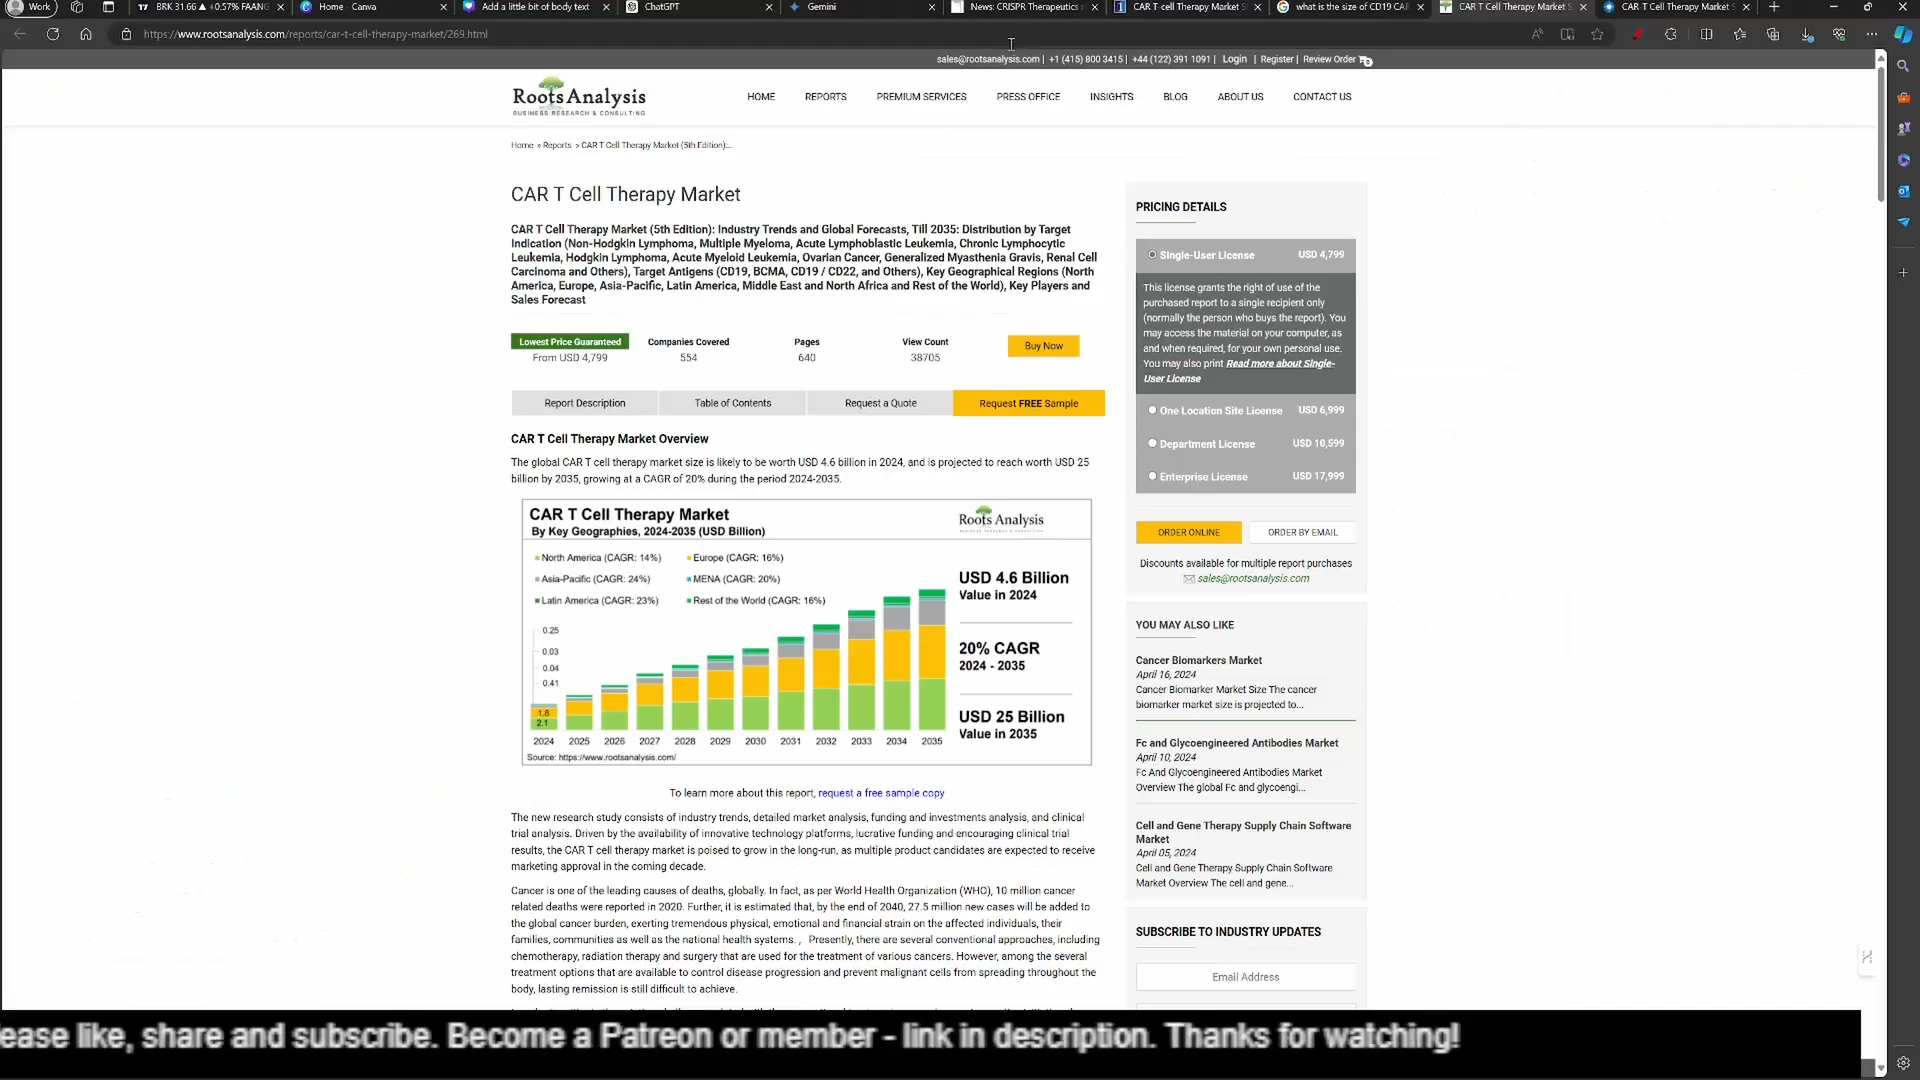 Work
BRK 31.66 ▲ +0.57% FAANG
Home - Canva
Add a little bit of body text
ChatGPT
Gemini
News: CRISPR Therapeutics
CAR T-cell Therapy Market S
what is the size of CD19 CAR
CAR T Cell Therapy Market S
CAR T Cell Therapy Market S
https://www.rootsanalysis.com/reports/car-t-cell-therapy-market/269.html
sales@rootsanalysis.com | +1 (415) 800 3415 | +44 (122) 391 1091 | Login | Register | Review Order 0
Roots Analysis
BUSINESS RESEARCH & CONSULTING
HOME REPORTS PREMIUM SERVICES PRESS OFFICE INSIGHTS BLOG ABOUT US CONTACT US
Home » Reports » CAR T Cell Therapy Market (5th Edition):...
CAR T Cell Therapy Market
CAR T Cell Therapy Market (5th Edition): Industry Trends and Global Forecasts, Till 2035: Distribution by Target
Indication (Non-Hodgkin Lymphoma, Multiple Myeloma, Acute Lymphoblastic Leukemia, Chronic Lymphocytic
Leukemia, Hodgkin Lymphoma, Acute Myeloid Leukemia, Ovarian Cancer, Generalized Myasthenia Gravis, Renal Cell
Carcinoma and Others), Target Antigens (CD19, BCMA, CD19 / CD22, and Others), Key Geographical Regions (North
America, Europe, Asia-Pacific, Latin America, Middle East and North Africa and Rest of the World), Key Players and
Sales Forecast
Lowest Price Guaranteed Companies Covered Pages View Count
From USD 4,799 554 640 38705
Buy Now
Report Description Table of Contents Request a Quote Request FREE Sample
CAR T Cell Therapy Market Overview
The global CAR T cell therapy market size is likely to be worth USD 4.6 billion in 2024, and is projected to reach worth USD 25
billion by 2035, growing at a CAGR of 20% during the period 2024-2035.
CAR T Cell Therapy Market
By Key Geographies, 2024-2035 (USD Billion)
Roots Analysis
North America (CAGR: 14%) Europe (CAGR: 16%)
Asia-Pacific (CAGR: 24%) MENA (CAGR: 20%)
Latin America (CAGR: 23%) Rest of the World (CAGR: 16%)
0.25
0.03
0.04
0.41
1.8
2.1
2024 2025 2026 2027 2028 2029 2030 2031 2032 2033 2034 2035
Source: https://www.rootsanalysis.com/
USD 4.6 Billion
Value in 2024
20% CAGR
2024 - 2035
USD 25 Billion
Value in 2035
To learn more about this report, request a free sample copy
The new research study consists of industry trends, detailed market analysis, funding and investments analysis, and clinical
trial analysis. Driven by the availability of innovative technology platforms, lucrative funding and encouraging clinical trial
results, the CAR T cell therapy market is poised to grow in the long-run, as multiple product candidates are expected to receive
marketing approval in the coming decade.
Cancer is one of the leading causes of deaths, globally. In fact, as per World Health Organization (WHO), 10 million cancer
related deaths were reported in 2020. Further, it is estimated that, by the end of 2040, 27.5 million new cases will be added to
the global cancer burden, exerting tremendous physical, emotional and financial strain on the affected individuals, their
families, communities as well as the national health systems. , Presently, there are several conventional approaches, including
chemotherapy, radiation therapy and surgery that are used for the treatment of various cancers. However, among the several
treatment options that are available to control disease progression and prevent malignant cells from spreading throughout the
body, lasting remission is still difficult to achieve.
PRICING DETAILS
Single-User License USD 4,799
This license grants the right of use of the
purchased report to a single recipient only
(normally the person who buys the report). You
may access the material on your computer, as
and when required, for your own personal use.
You may also print Read more about Single-
User License
One Location Site License USD 6,999
Department License USD 10,599
Enterprise License USD 17,999
ORDER ONLINE ORDER BY EMAIL
Discounts available for multiple report purchases
sales@rootsanalysis.com
YOU MAY ALSO LIKE
Cancer Biomarkers Market
April 16, 2024
Cancer Biomarker Market Size The cancer
biomarker market size is projected to...
Fc and Glycoengineered Antibodies Market
April 10, 2024
Fc And Glycoengineered Antibodies Market
Overview The global Fc and glycoengi...
Cell and Gene Therapy Supply Chain Software
Market
April 05, 2024
Cell and Gene Therapy Supply Chain Software
Market Overview The cell and gene...
SUBSCRIBE TO INDUSTRY UPDATES
Email Address
ease like, share and subscribe. Become a Patreon or member - link in description. Thanks for watching!